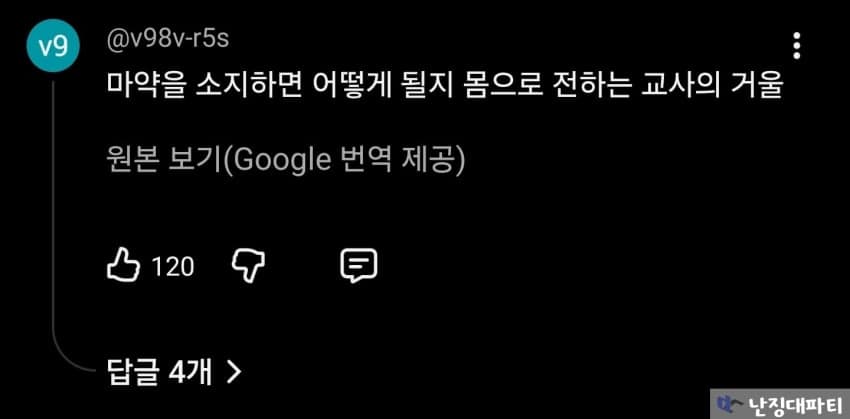 v9
@v98v-r5s
마약을 소지하면 어떻게 될지 몸으로 전하는 교사의 거울
원본 보기(Google 번역 제공)
120
답글 4개
난징대파티